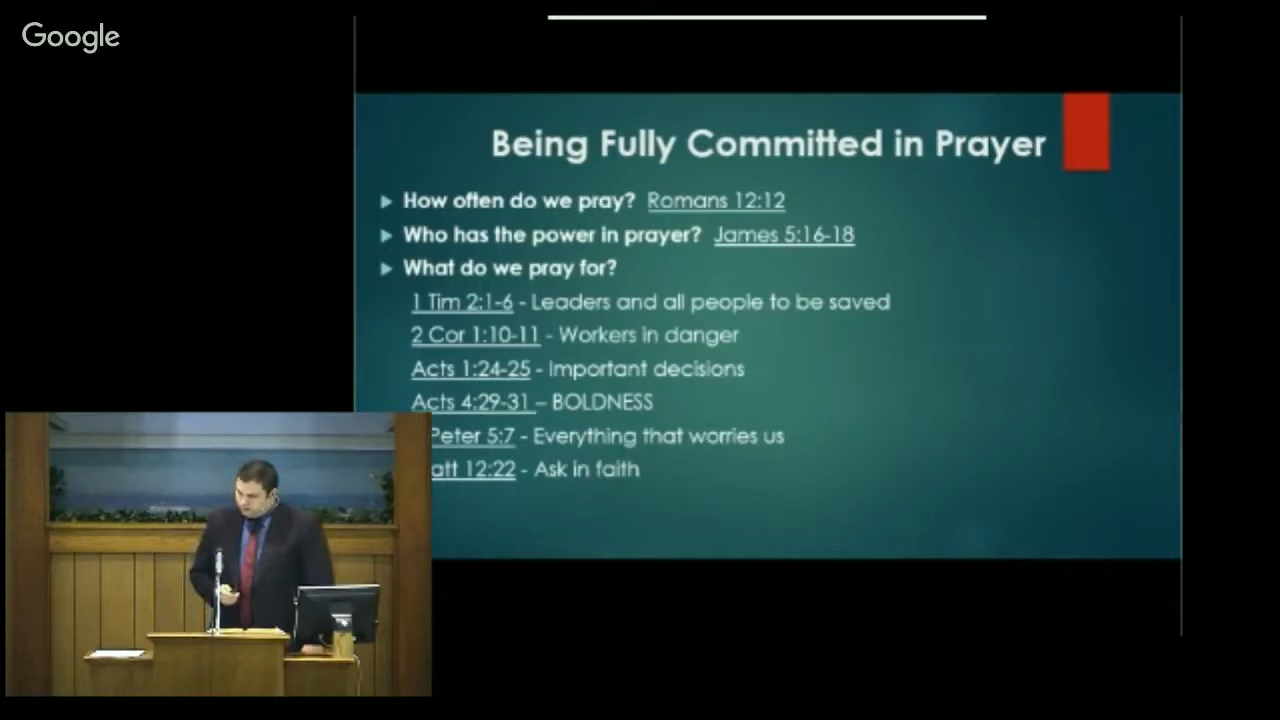 Google
Being Fully Committed in Prayer
How often do we pray? Romans 12:12
Who has the power in prayer? James 5:16-18
What do we pray for?
1 Tim 2:1-6 - Leaders and all people to be saved
2 Cor 1:10-11 - Workers in danger
Acts 1:24-25 - Important decisions
Acts 4:29-31 – BOLDNESS
Peter 5:7 - Everything that worries us
att 12:22 - Ask in faith